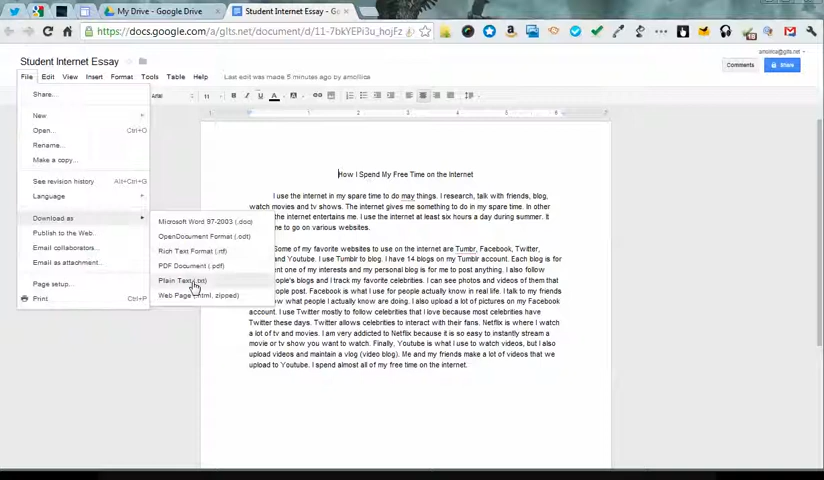 My Drive - Google Drive
Student Internet Essay - Go
https://docs.google.com/a/glts.net/document/d/11-7bkYEPi3u_hojFz
Student Internet Essay
File Edit View Insert Format Tools Table Help Last edit was made 5 minutes ago by amcillica
Comments
Share
Share...
Arial 11 B I U A
New
Open... Ctrl+O
Rename...
Make a copy...
See revision history Alt+Ctrl+G
Language
Download as
Publish to the Web..
Email collaborators...
Email as attachment...
Page setup...
Print Ctrl+P
Microsoft Word 97-2003 (.doc)
OpenDocument Format (.odt)
Rich Text Format (.rtf)
PDF Document (.pdf)
Plain Text (.txt)
Web Page (.html, zipped)
How I Spend My Free Time on the Internet
I use the internet in my spare time to do may things. I research, talk with friends, blog,
watch movies and tv shows. The internet gives me something to do in my spare time. In other
the internet entertains me. I use the internet at least six hours a day during summer. It
me to go on various websites.
Some of my favorite websites to use on the internet are Tumbr, Facebook, Twitter,
and Youtube. I use Tumblr to blog. I have 14 blogs on my Tumblr account. Each blog is for
one of my interests and my personal blog is for me to post anything. I also follow
people's blogs and I track my favorite celebrities. I can see photos and videos of them that
people post. Facebook is what I use for people actually know in real life. I talk to my friends
know what people actually know are doing. I also upload a lot of pictures on my Facebook
account. I use Twitter mostly to follow celebrities that I love because most celebrities have
Twitter these days. Twitter allows celebrities to interact with their fans. Netflix is where I watch
a lot of tv and movies. I am very addicted to Netflix because it is so easy to instantly stream a
movie or tv show you want to watch. Finally, Youtube is what I use to watch videos, but I also
upload videos and maintain a vlog (video blog). Me and my friends make a lot of videos that we
upload to Youtube. I spend almost all of my free time on the internet.